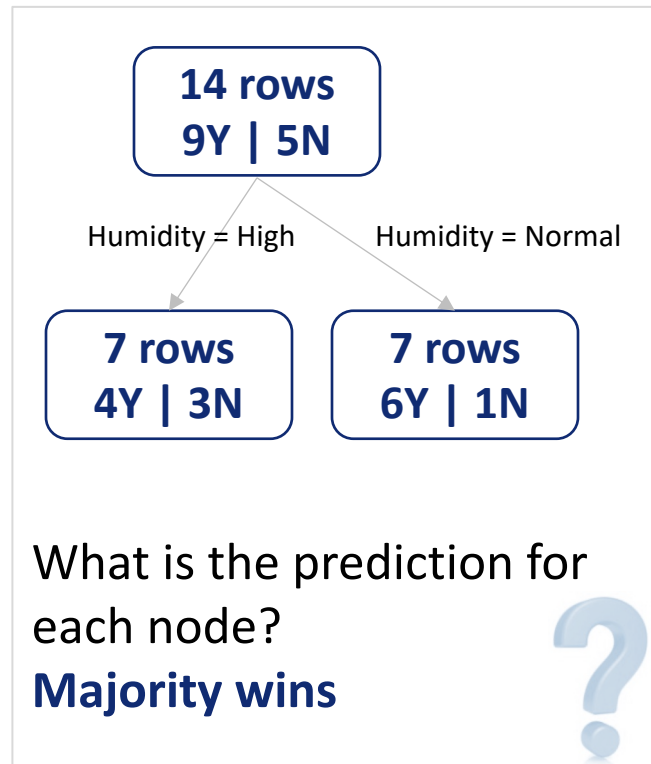 14 rows
9Y | 5N
Humidity = High
Humidity = Normal
7 rows
4Y | 3N
7 rows
6Y | 1N
What is the prediction for
each node?
Majority wins